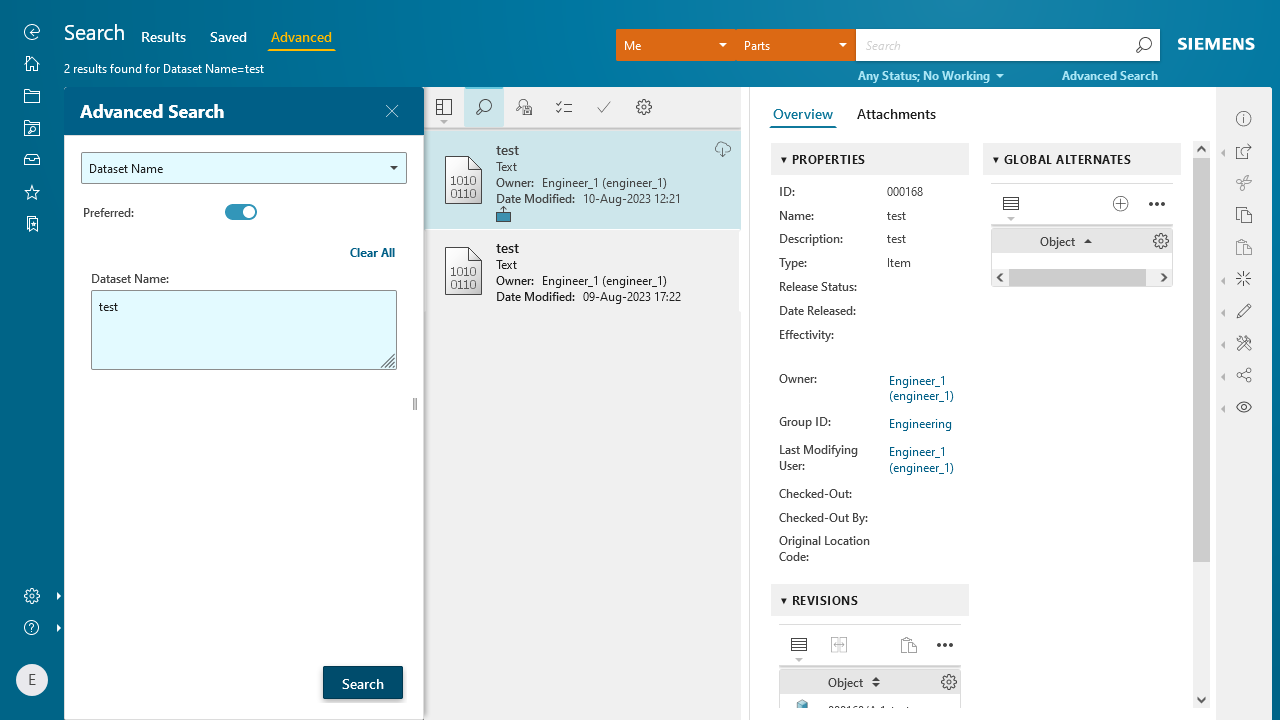 Search
Results
Saved
Advanced
2 results found for Dataset Name=test
Me
Parts
Search
SIEMENS
Any Status; No Working
Advanced Search
Advanced Search
Dataset Name
Preferred:
Clear All
Dataset Name:
test
Search
E
test
Text
Owner: Engineer_1 (engineer_1)
Date Modified: 10-Aug-2023 12:21
1010
0110
test
Text
Owner: Engineer_1 (engineer_1)
Date Modified: 09-Aug-2023 17:22
1010
0110
Overview
Attachments
PROPERTIES
ID: 000168
Name: test
Description: test
Type: Item
Release Status:
Date Released:
Effectivity:
Owner: Engineer_1
(engineer_1)
Group ID: Engineering
Last Modifying Engineer_1
User: (engineer_1)
Checked-Out:
Checked-Out By:
Original Location
Code:
REVISIONS
Object
GLOBAL ALTERNATES
Object